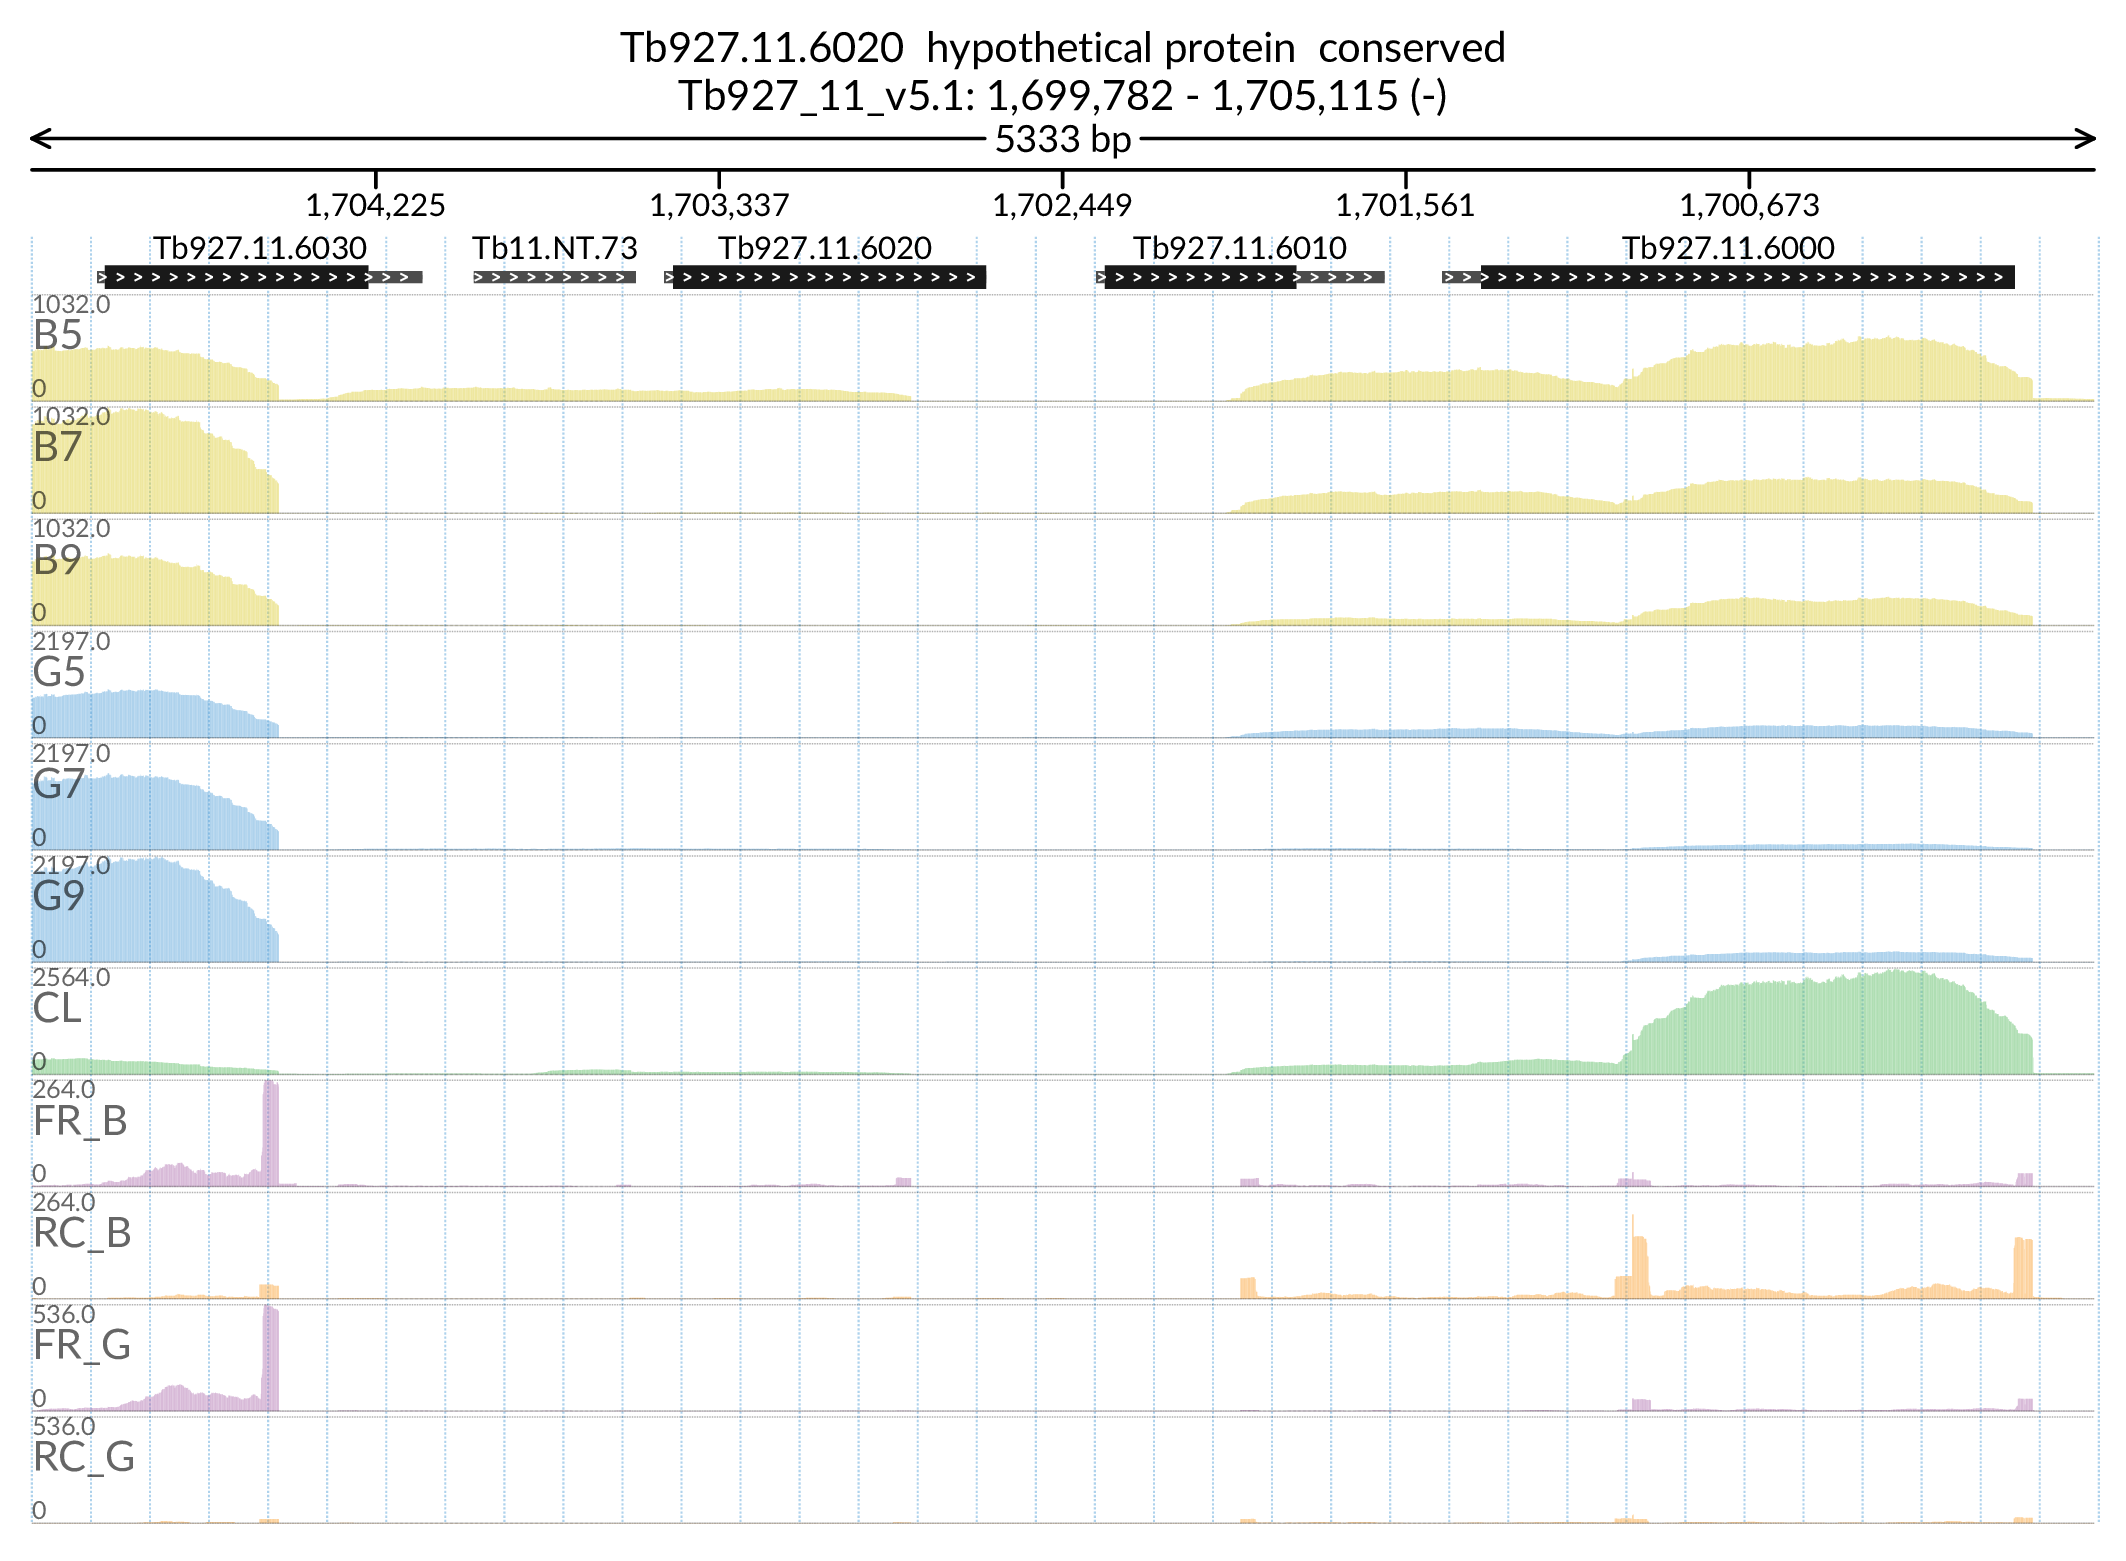 Tb927.11.6020 hypothetical protein conserved
Tb927_11_v5.1: 1,699,782 - 1,705,115 (-)
5333 bp
1,704,225 1,703,337 1,702,449 1,701,561 1,700,673
Tb927.11.6030 Tb11.NT.73 Tb927.11.6020 Tb927.11.6010 Tb927.11.6000
1032.0
B5
0
1032.0
B7
0
1032.0
B9
0
2197.0
G5
0
2197.0
G7
0
2197.0
G9
0
2564.0
CL
0
264.0
FR_B
0
264.0
RC_B
0
536.0
FR_G
0
536.0
RC_G
0